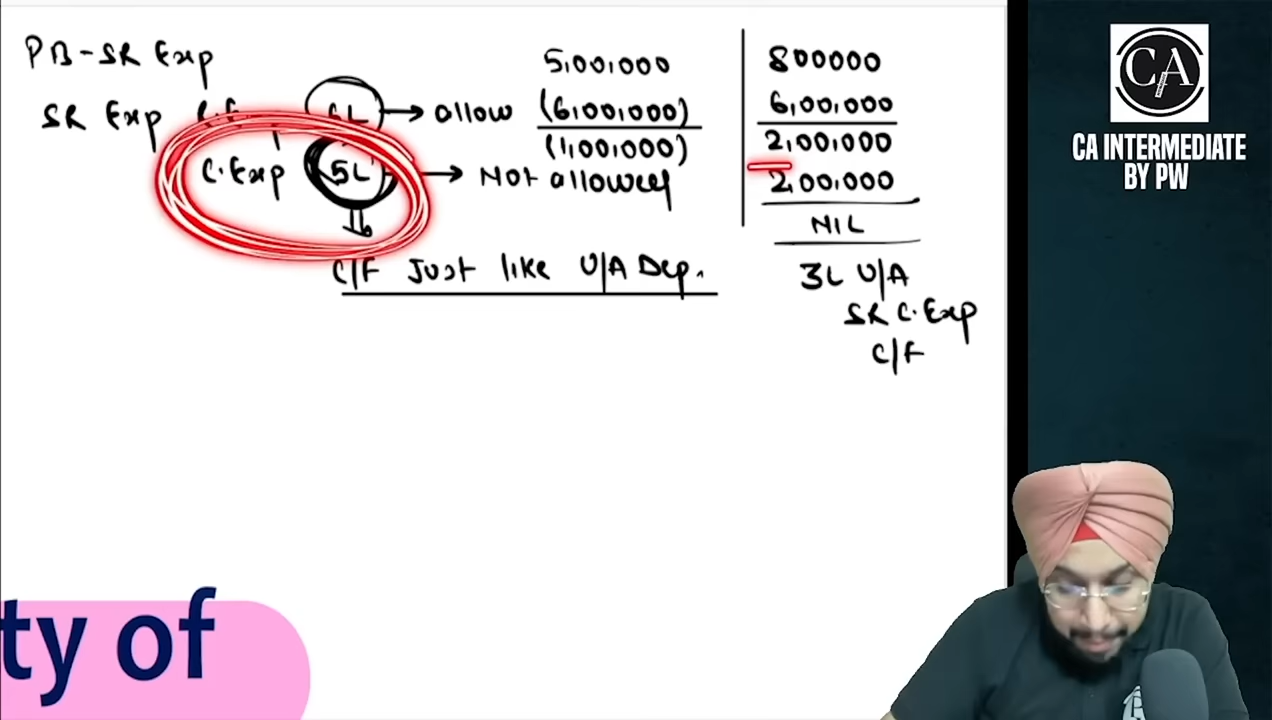 PB-SR Exp 5,00,000 800000
SR Exp 6L → allow (6,00,000) 6,00,000
(1,00,000) 2,00,000
C.Exp 5L → Not allowed 2,00,000
NIL
C/F Just like U/A Dep. 3L U/A
SR C.Exp
C/F
CA
CA INTERMEDIATE
BY PW
ty of